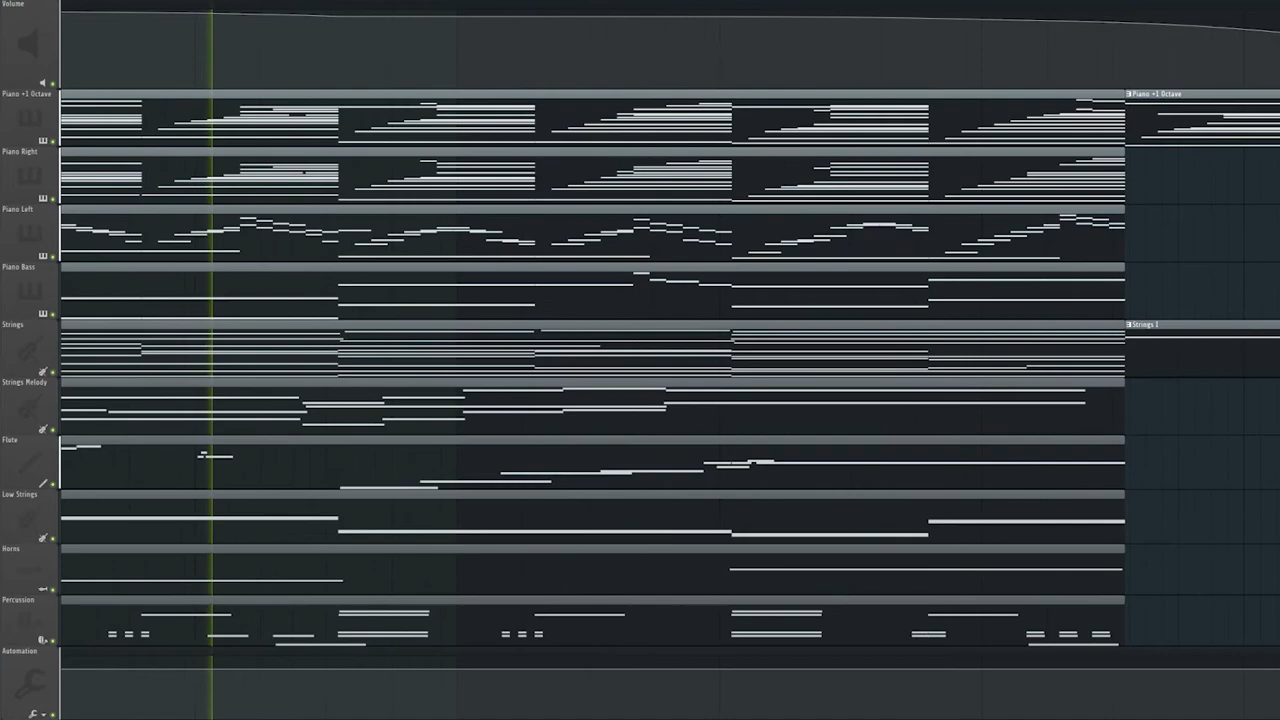 Volume
Piano +1 Octave
Piano +1 Octave
Piano Right
Piano Left
Piano Bass
Strings
Strings I
Strings Melody
Flute
Low Strings
Horns
Percussion
Automation